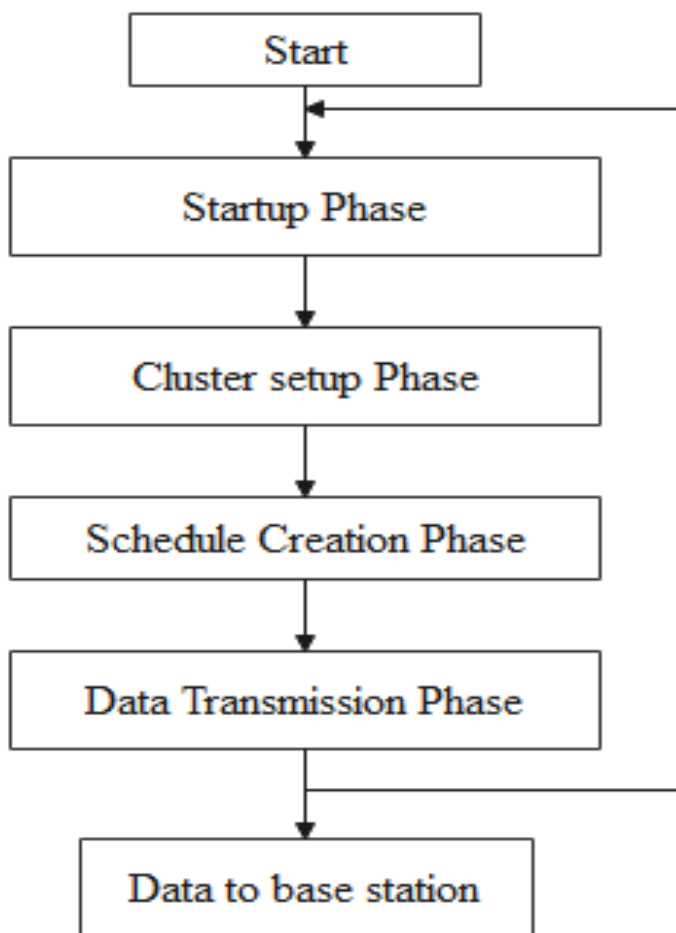 Start
Startup Phase
Cluster setup Phase
Schedule Creation Phase
Data Transmission Phase
Data to base station